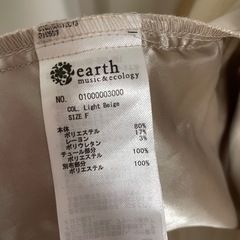 earth
music&ecology
NO. 01000003000
COL. Light Beige
SIZE F
本体
ポリエステル 80%
レーヨン 17%
ポリウレタン 3%
チュール部分
ポリエステル 100%
別布部分
ポリエステル 100%